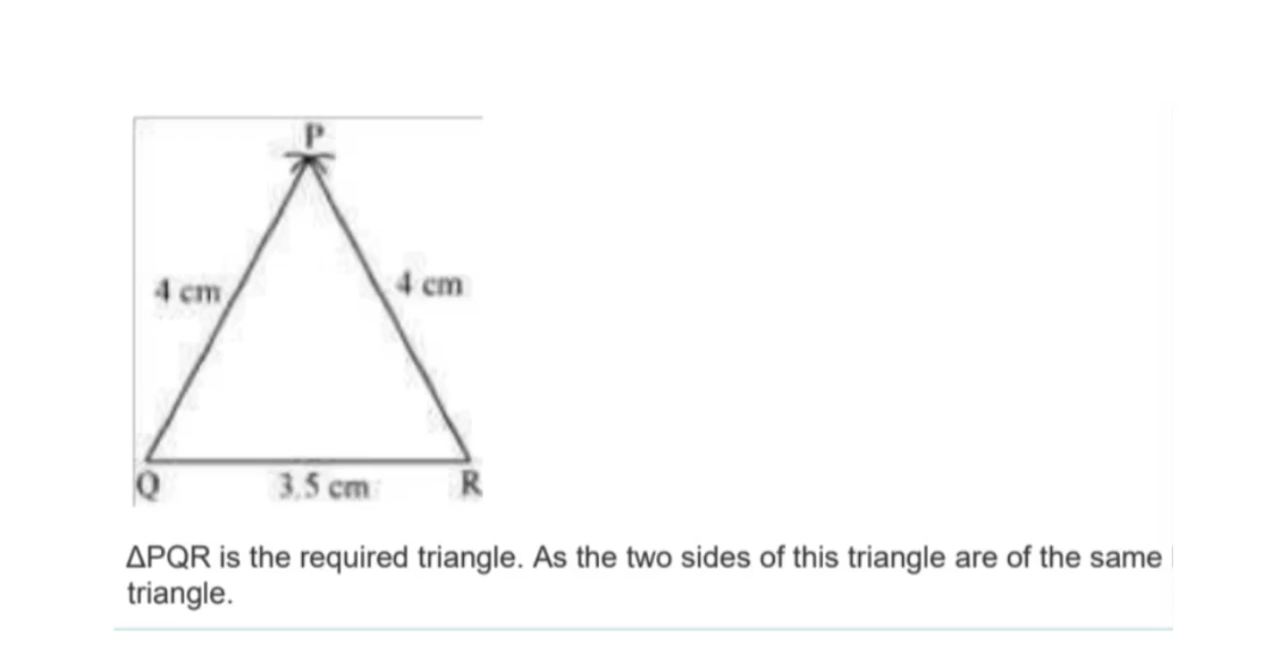 P
4 cm
4 cm
Q
3.5 cm
R
ΔPQR is the required triangle. As the two sides of this triangle are of the same
triangle.